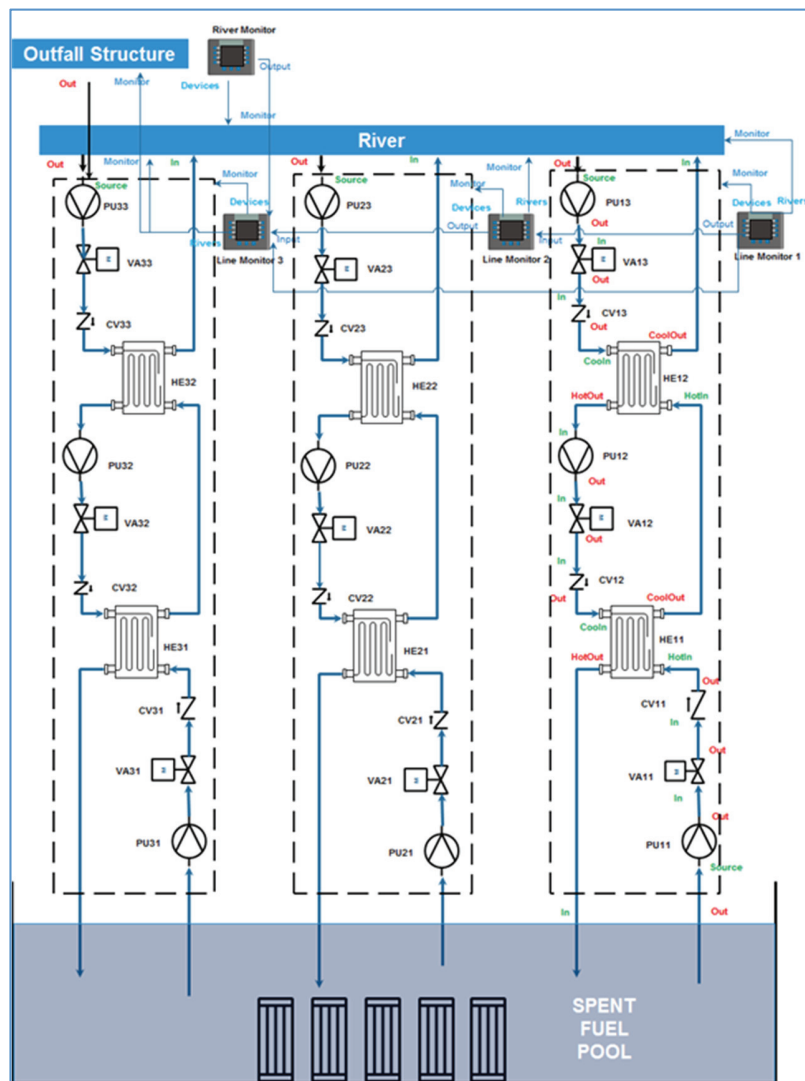 River Monitor
Outfall Structure
Output
Monitor
Devices
Out
Monitor
River
Monitor
Out
Monitor
In
Out
In
Out
In
Source
Monitor
Source
Monitor
Source
Monitor
PU33
Devices
PU23
Devices
Rivers
PU13
Devices
Rivers
Out
Output
Output
Rivers
Input
Input
In
Line Monitor 3
Line Monitor 2
Line Monitor 1
VA33
VA23
VA13
Out
In
CV33
CV23
CV13
Out
CoolOut
CoolIn
HE32
HE22
HE12
HotOut
HotIn
In
PU32
PU22
PU12
Out
In
VA32
VA22
VA12
Out
In
CV32
CV22
CV12
Out
CoolOut
CoolIn
HE31
HE21
HE11
HotOut
HotIn
Out
CV31
CV21
CV11
In
Out
VA31
VA21
VA11
In
Out
PU31
PU21
PU11
Source
In
Out
SPENT
FUEL
POOL